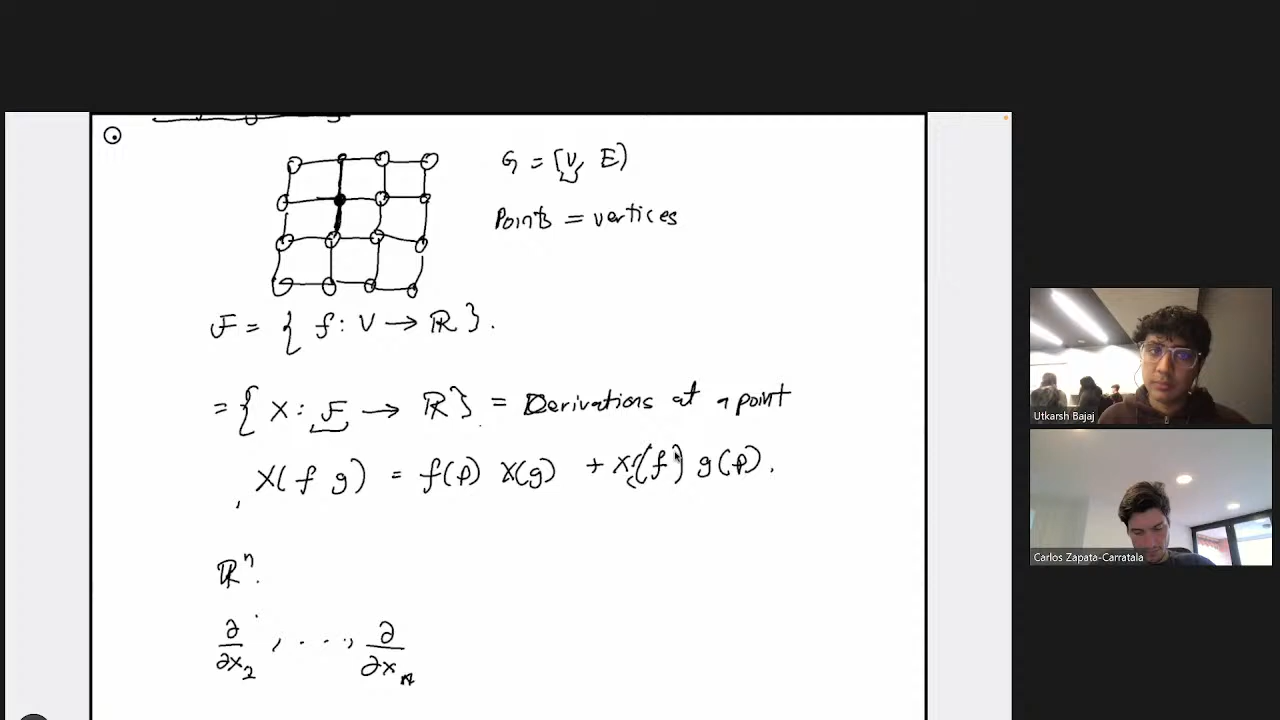 G = (V, E)
Points = vertices
F = { f : V → R }.
= { X : F → R } = Derivations at a point
X(f g) = f(p) X(g) + X(f) g(p).
Rⁿ.
∂/∂x₂ , . . . , ∂/∂xₙ
Utkarsh Bajaj
Carlos Zapata-Carratala